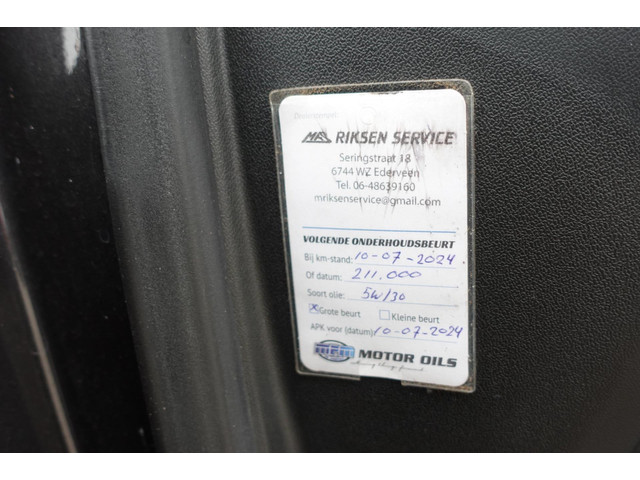 RIKSEN SERVICE
Seringstraat 18
6744 WZ Ederveen
Tel. 06-48639160
mriksenservice@gmail.com
VOLGENDE ONDERHOUDSBEURT
Bij km-stand: 10-07-2024
Of datum: 211.000
Soort olie: 5W/30
Grote beurt Kleine beurt
APK voor (datum) 10-07-2024
MOTOR OILS